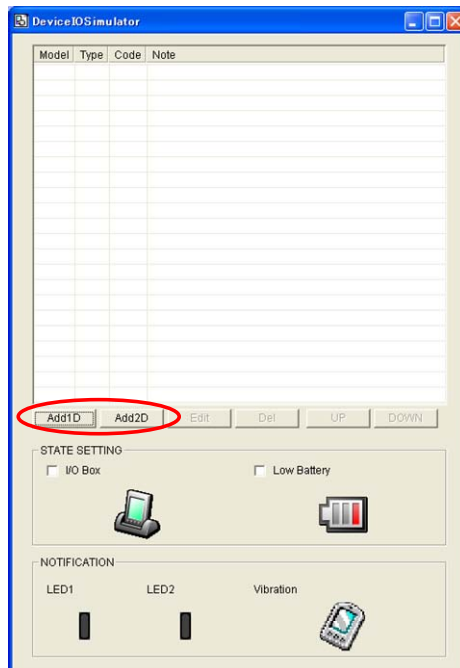 DeviceIOSimulator
Model Type Code Note
Add1D Add2D Edit Del UP DOWN
STATE SETTING
I/O Box Low Battery
NOTIFICATION
LED1 LED2 Vibration